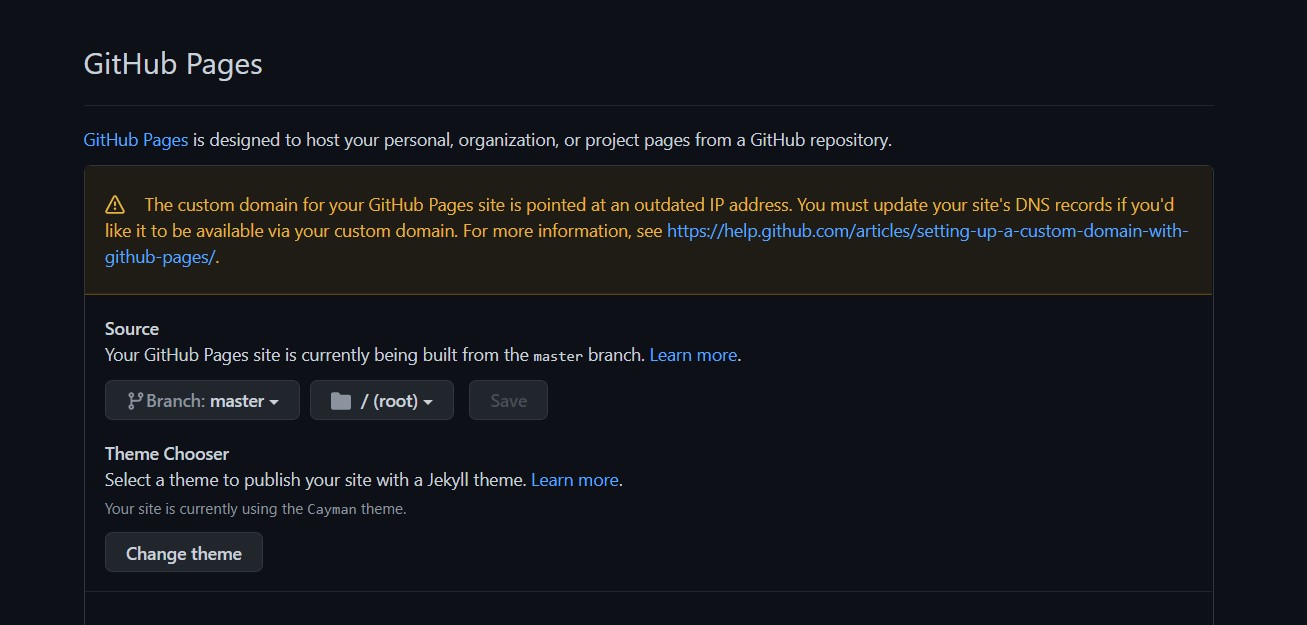 GitHub Pages
GitHub Pages is designed to host your personal, organization, or project pages from a GitHub repository.
The custom domain for your GitHub Pages site is pointed at an outdated IP address. You must update your site's DNS records if you'd
like it to be available via your custom domain. For more information, see https://help.github.com/articles/setting-up-a-custom-domain-with-
github-pages/.
Source
Your GitHub Pages site is currently being built from the master branch. Learn more.
Branch: master / (root) Save
Theme Chooser
Select a theme to publish your site with a Jekyll theme. Learn more.
Your site is currently using the Cayman theme.
Change theme